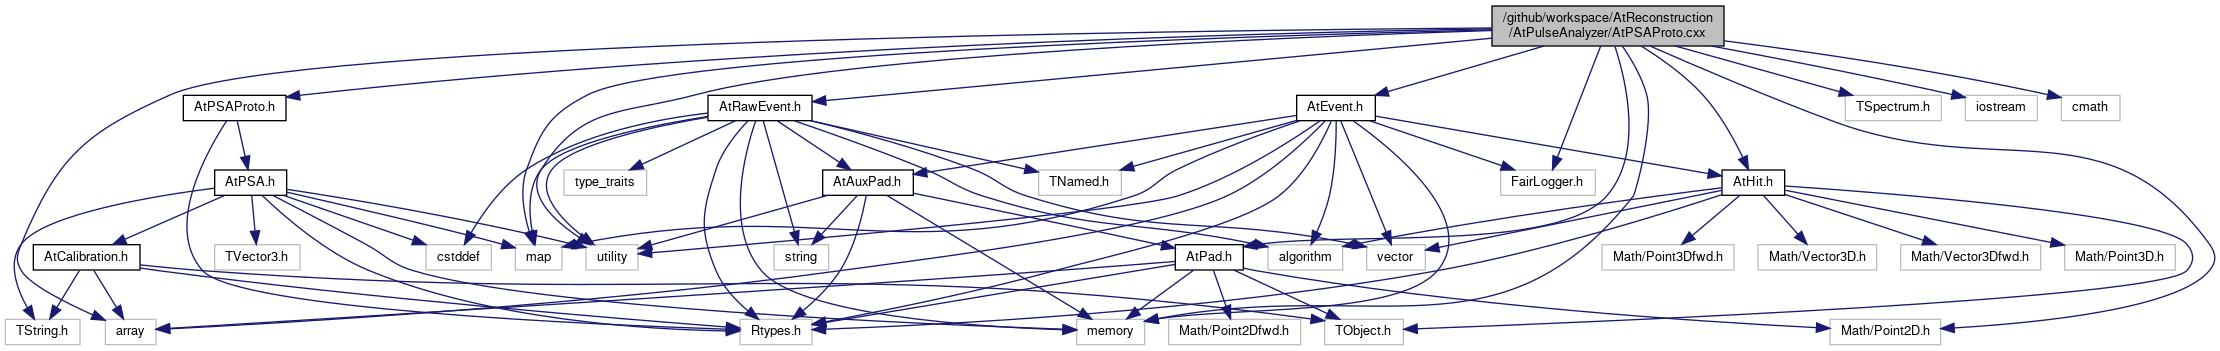 /github/workspace/AtReconstruction
/AtPulseAnalyzer/AtPSAProto.cxx
AtPSAProto.h
AtRawEvent.h
AtEvent.h
TSpectrum.h
iostream
cmath
AtPSA.h
type_traits
AtAuxPad.h
TNamed.h
FairLogger.h
AtHit.h
AtCalibration.h
TVector3.h
cstddef
map
utility
string
AtPad.h
algorithm
vector
Math/Point3Dfwd.h
Math/Vector3D.h
Math/Vector3Dfwd.h
Math/Point3D.h
TString.h
array
Rtypes.h
memory
Math/Point2Dfwd.h
TObject.h
Math/Point2D.h